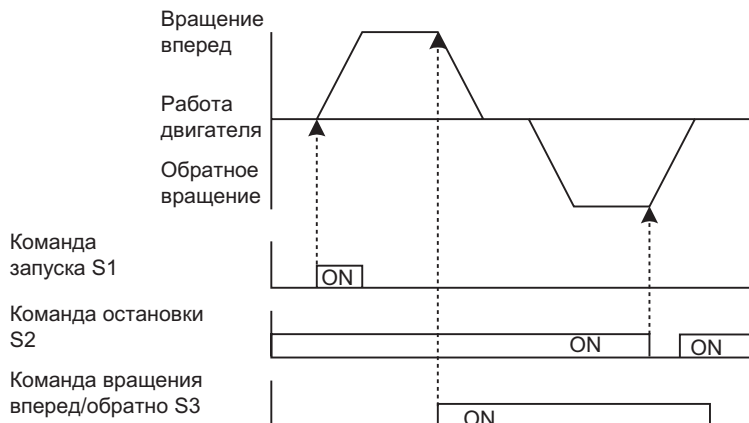 Вращение
вперед
Работа
двигателя
Обратное
вращение
Команда
запуска S1
ON
Команда остановки
S2
ON
ON
Команда вращения
вперед/обратно S3
ON